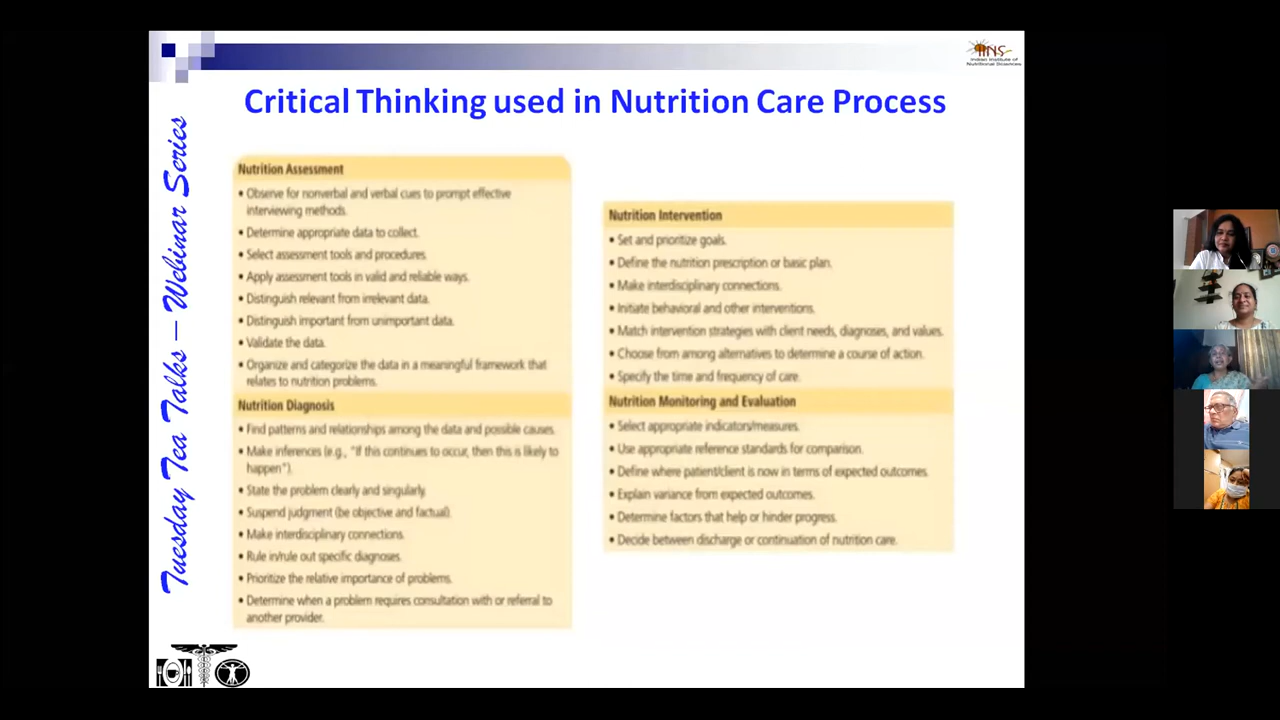 IINS
Indian Institute of
Nutritional Sciences
Critical Thinking used in Nutrition Care Process
Tuesday Tea Talks – Webinar Series
Nutrition Assessment
• Observe for nonverbal and verbal cues to prompt effective
interviewing methods.
• Determine appropriate data to collect.
• Select assessment tools and procedures.
• Apply assessment tools in valid and reliable ways.
• Distinguish relevant from irrelevant data.
• Distinguish important from unimportant data.
• Validate the data.
• Organize and categorize the data in a meaningful framework that
relates to nutrition problems.
Nutrition Diagnosis
• Find patterns and relationships among the data and possible causes.
• Make inferences (e.g., "If this continues to occur, then this is likely to
happen").
• State the problem clearly and singularly.
• Suspend judgment (be objective and factual).
• Make interdisciplinary connections.
• Rule in/rule out specific diagnoses.
• Prioritize the relative importance of problems.
• Determine when a problem requires consultation with or referral to
another provider.
Nutrition Intervention
• Set and prioritize goals.
• Define the nutrition prescription or basic plan.
• Make interdisciplinary connections.
• Initiate behavioral and other interventions.
• Match intervention strategies with client needs, diagnoses, and values.
• Choose from among alternatives to determine a course of action.
• Specify the time and frequency of care.
Nutrition Monitoring and Evaluation
• Select appropriate indicators/measures.
• Use appropriate reference standards for comparison.
• Define where patient/client is now in terms of expected outcomes.
• Explain variance from expected outcomes.
• Determine factors that help or hinder progress.
• Decide between discharge or continuation of nutrition care.